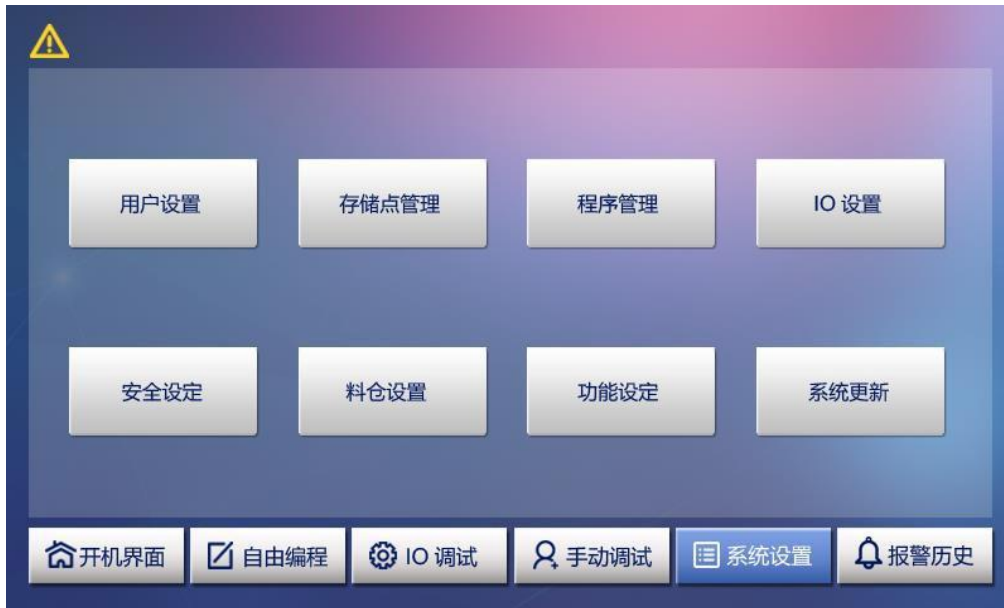 用户设置
存储点管理
程序管理
IO 设置
安全设定
料仓设置
功能设定
系统更新
开机界面
自由编程
IO 调试
手动调试
系统设置
报警历史